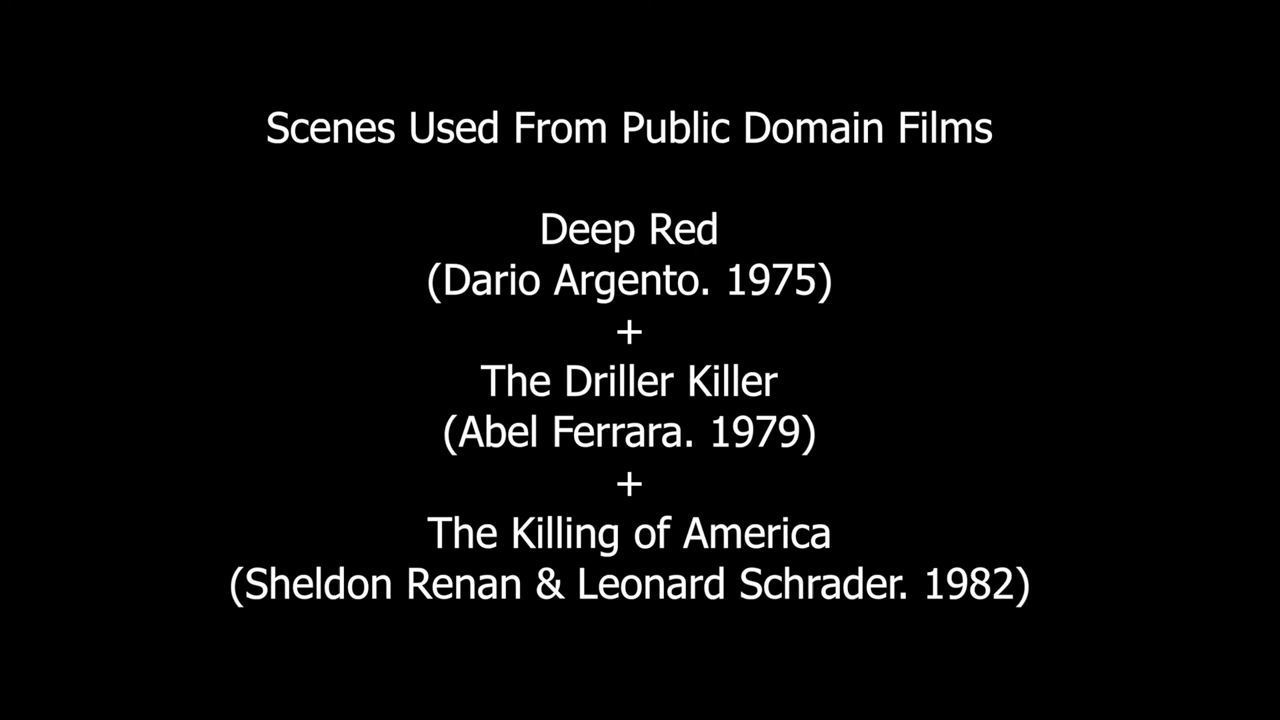 Scenes Used From Public Domain Films
Deep Red
(Dario Argento. 1975)
+
The Driller Killer
(Abel Ferrara. 1979)
+
The Killing of America
(Sheldon Renan & Leonard Schrader. 1982)